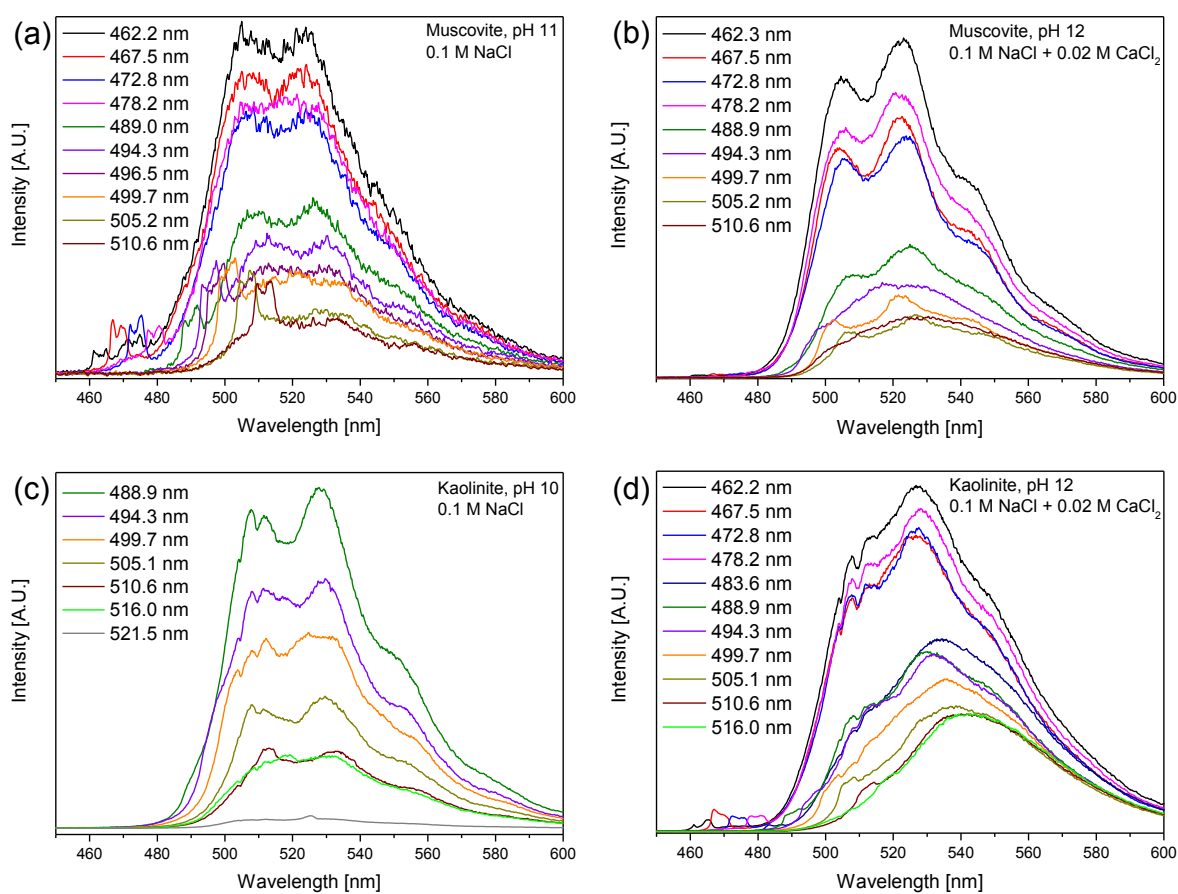 (a)
Muscovite, pH 11
0.1 M NaCl
462.2 nm
467.5 nm
472.8 nm
478.2 nm
489.0 nm
494.3 nm
496.5 nm
499.7 nm
505.2 nm
510.6 nm
Intensity [A.U.]
460 480 500 520 540 560 580 600
Wavelength [nm]
(b)
Muscovite, pH 12
0.1 M NaCl + 0.02 M CaCl₂
462.3 nm
467.5 nm
472.8 nm
478.2 nm
488.9 nm
494.3 nm
499.7 nm
505.2 nm
510.6 nm
Intensity [A.U.]
460 480 500 520 540 560 580 600
Wavelength [nm]
(c)
Kaolinite, pH 10
0.1 M NaCl
488.9 nm
494.3 nm
499.7 nm
505.1 nm
510.6 nm
516.0 nm
521.5 nm
Intensity [A.U.]
460 480 500 520 540 560 580 600
Wavelength [nm]
(d)
Kaolinite, pH 12
0.1 M NaCl + 0.02 M CaCl₂
462.2 nm
467.5 nm
472.8 nm
478.2 nm
483.6 nm
488.9 nm
494.3 nm
499.7 nm
505.1 nm
510.6 nm
516.0 nm
Intensity [A.U.]
460 480 500 520 540 560 580 600
Wavelength [nm]